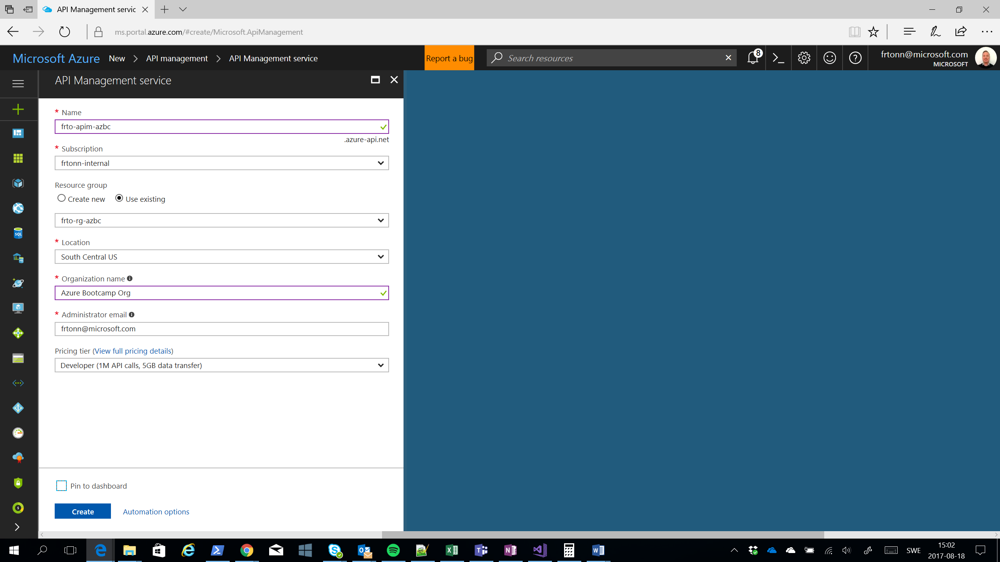 API Management servic
ms.portal.azure.com/#create/Microsoft.ApiManagement
Microsoft Azure New API management API Management service Report a bug Search resources 8 frtonn@microsoft.com
MICROSOFT
API Management service
* Name
frto-apim-azbc
.azure-api.net
* Subscription
frtonn-internal
Resource group
Create new Use existing
frto-rg-azbc
* Location
South Central US
* Organization name
Azure Bootcamp Org
* Administrator email
frtonn@microsoft.com
Pricing tier (View full pricing details)
Developer (1M API calls, 5GB data transfer)
SQL
Pin to dashboard
Create Automation options
SWE
15:02
2017-08-18